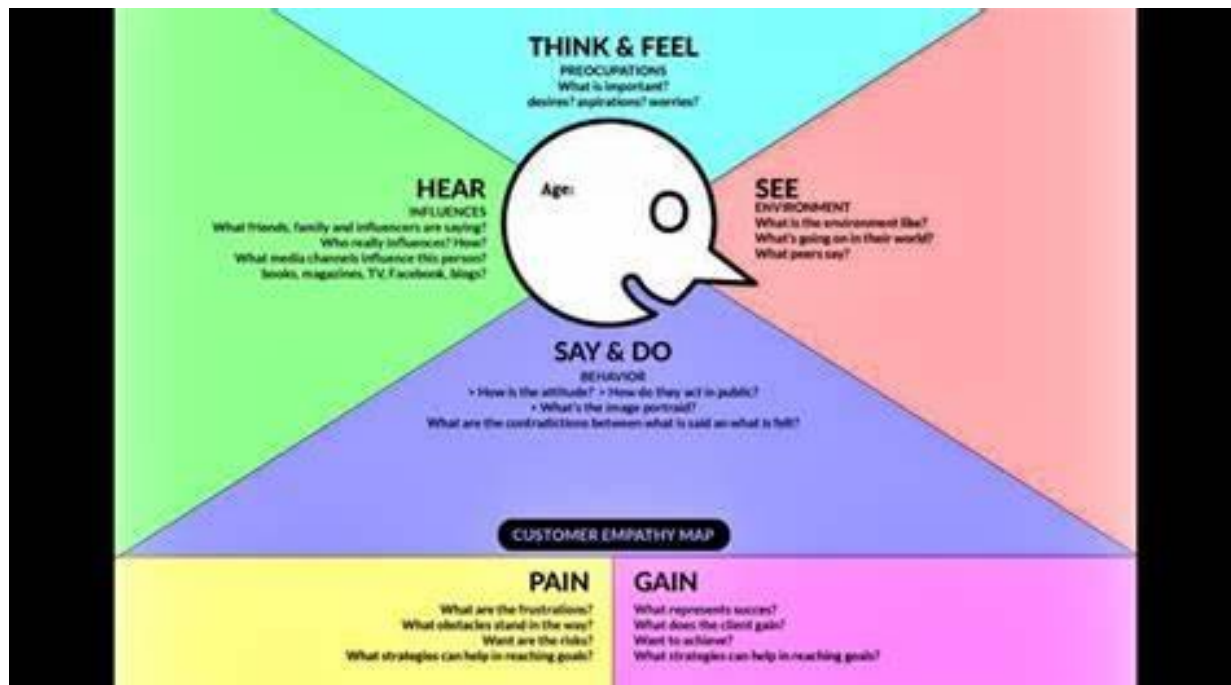 THINK & FEEL
PREOCUPATIONS
What is important?
desires? aspirations? worries?
HEAR
INFLUENCES
What friends, family and influencers are saying?
Who really influences? How?
What media channels influence this person?
books, magazines, TV, Facebook, blogs?
Age:
SEE
ENVIRONMENT
What is the environment like?
What's going on in their world?
What peers say?
SAY & DO
BEHAVIOR
• How is the attitude? • How do they act in public?
• What's the image portraid?
What are the contradictions between what is said an what is felt?
CUSTOMER EMPATHY MAP
PAIN
What are the frustrations?
What obstacles stand in the way?
Want are the risks?
What strategies can help in reaching goals?
GAIN
What represents succes?
What does the client gain?
Want to achieve?
What strategies can help in reaching goals?